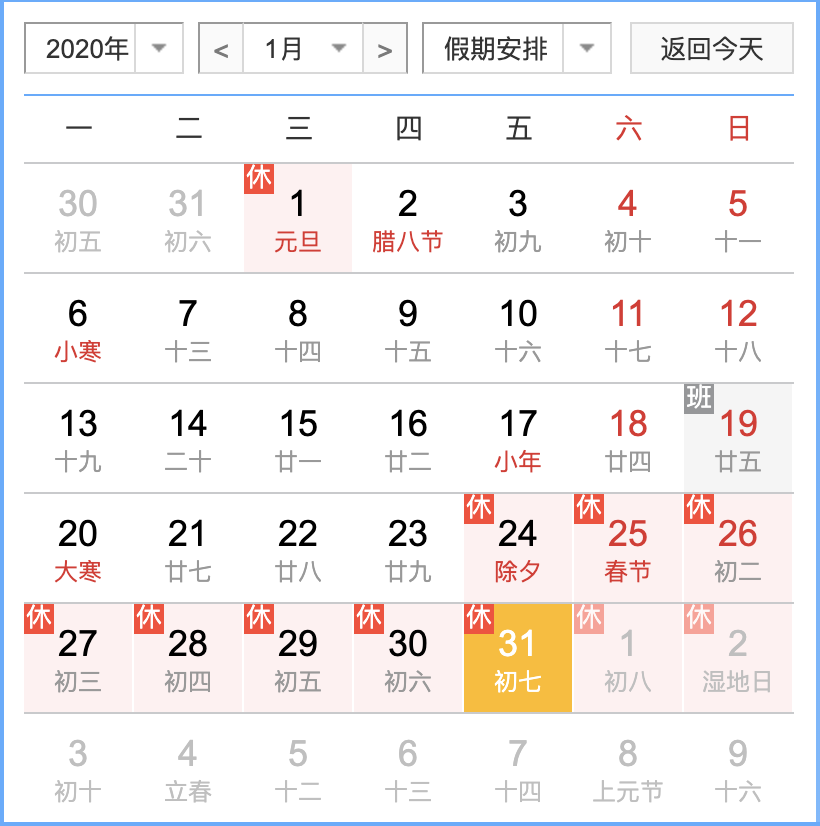 2020年 < 1月 > 假期安排 返回今天
一 二 三 四 五 六 日
30 31 休 1 2 3 4 5
初五 初六 元旦 腊八节 初九 初十 十一
6 7 8 9 10 11 12
小寒 十三 十四 十五 十六 十七 十八
13 14 15 16 17 18 班 19
十九 二十 廿一 廿二 小年 廿四 廿五
20 21 22 23 休 24 休 25 休 26
大寒 廿七 廿八 廿九 除夕 春节 初二
休 27 休 28 休 29 休 30 休 31 休 1 休 2
初三 初四 初五 初六 初七 初八 湿地日
3 4 5 6 7 8 9
初十 立春 十二 十三 十四 上元节 十六